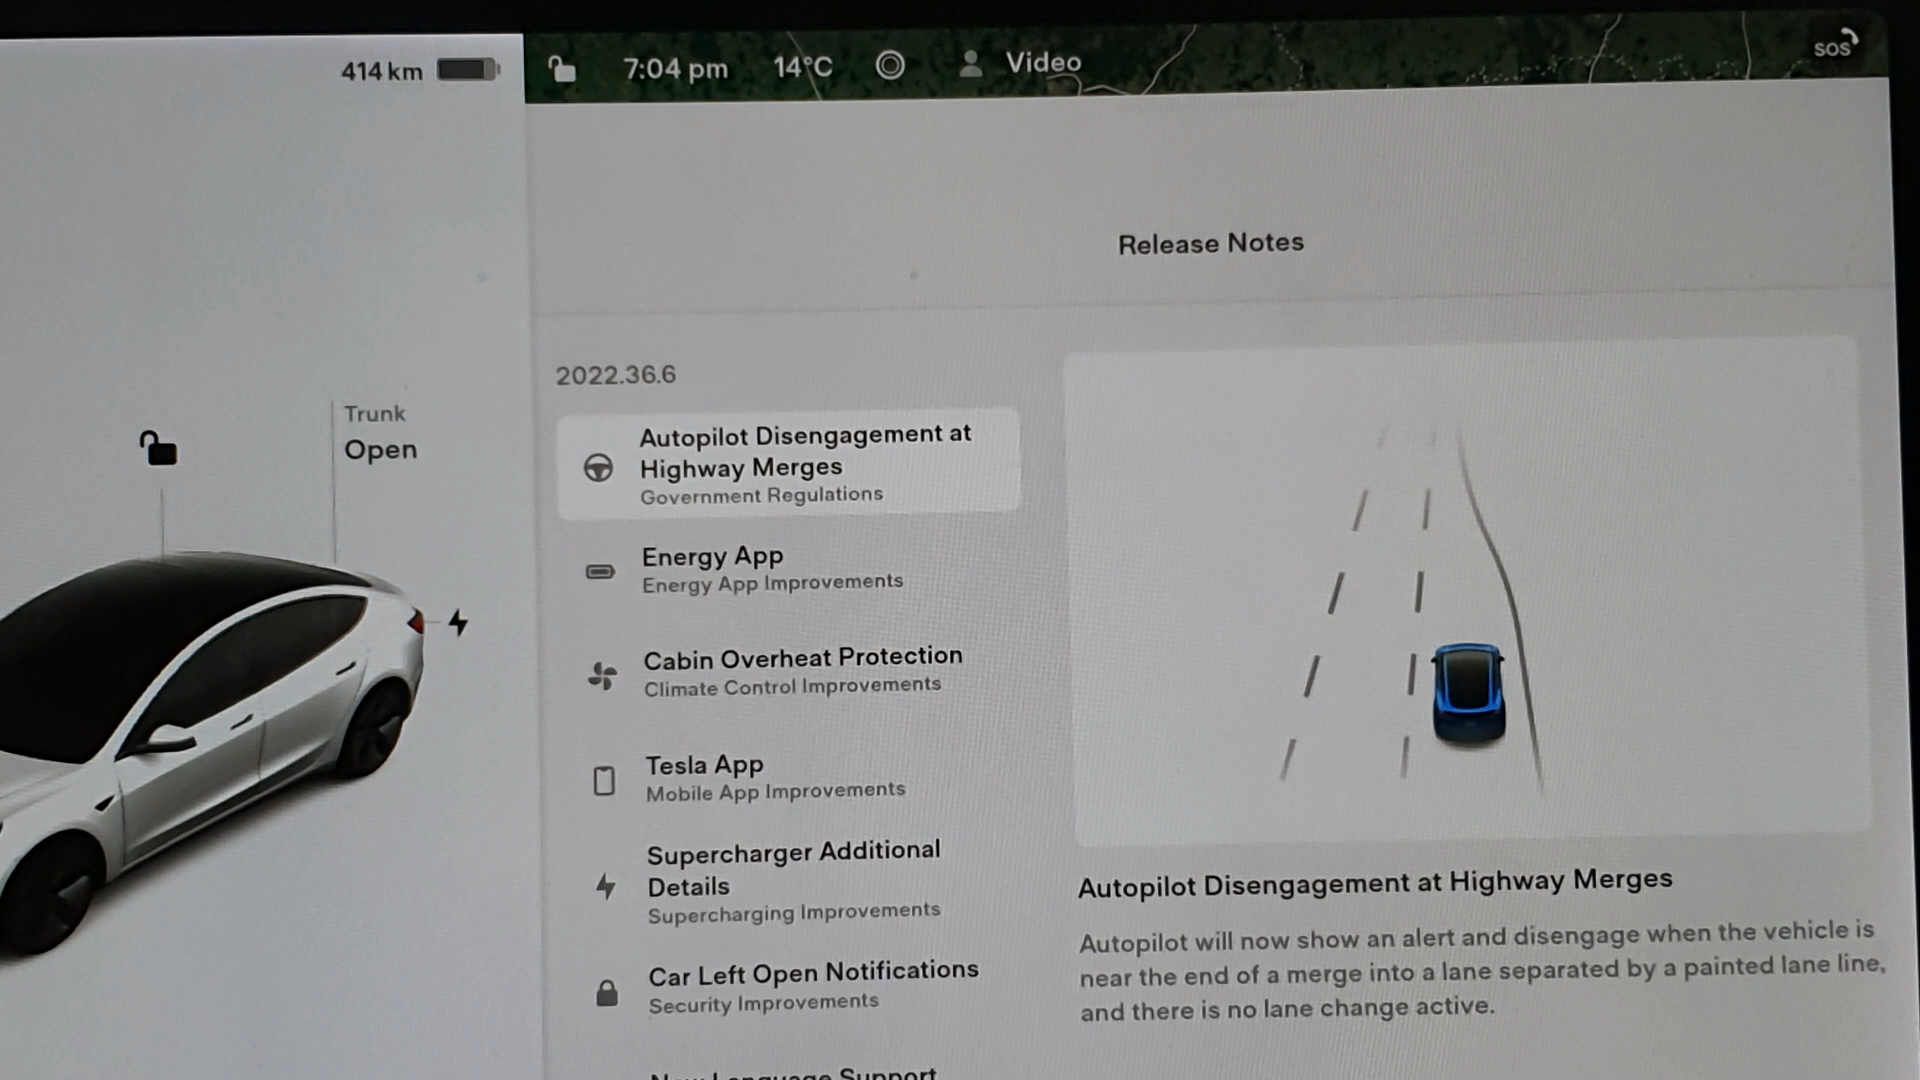 414 km
7:04 pm 14°C Video SOS
Release Notes
2022.36.6
Trunk
Open
Autopilot Disengagement at
Highway Merges
Government Regulations
Energy App
Energy App Improvements
Cabin Overheat Protection
Climate Control Improvements
Tesla App
Mobile App Improvements
Supercharger Additional
Details
Supercharging Improvements
Car Left Open Notifications
Security Improvements
New Language Support
Autopilot Disengagement at Highway Merges
Autopilot will now show an alert and disengage when the vehicle is
near the end of a merge into a lane separated by a painted lane line,
and there is no lane change active.